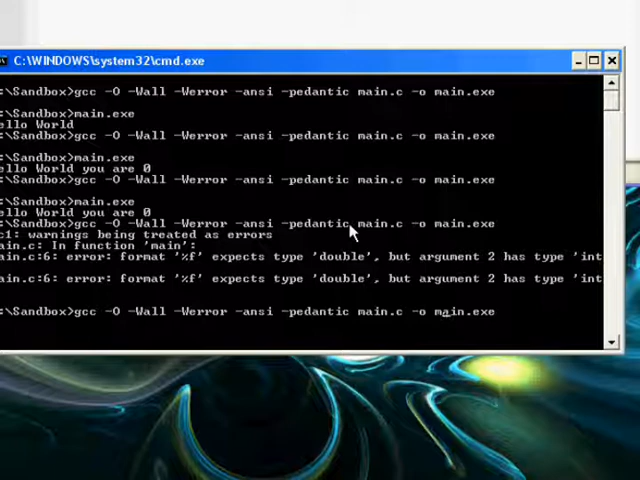 C:\WINDOWS\system32\cmd.exe
:\Sandbox>gcc -O -Wall -Werror -ansi -pedantic main.c -o main.exe
:\Sandbox>main.exe
ello World
:\Sandbox>gcc -O -Wall -Werror -ansi -pedantic main.c -o main.exe
:\Sandbox>main.exe
ello World you are 0
:\Sandbox>gcc -O -Wall -Werror -ansi -pedantic main.c -o main.exe
:\Sandbox>main.exe
ello World you are 0
:\Sandbox>gcc -O -Wall -Werror -ansi -pedantic main.c -o main.exe
c1: warnings being treated as errors
ain.c: In function 'main':
ain.c:6: error: format '%f' expects type 'double', but argument 2 has type 'int
ain.c:6: error: format '%f' expects type 'double', but argument 2 has type 'int
:\Sandbox>gcc -O -Wall -Werror -ansi -pedantic main.c -o main.exe